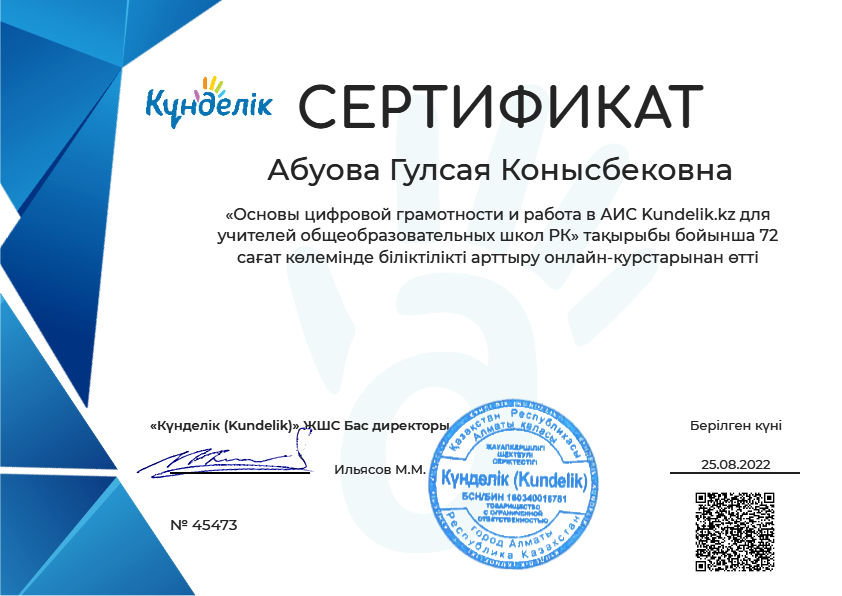 Күнделік
СЕРТИФИКАТ
Абуова Гулсая Конысбековна
«Основы цифровой грамотности и работа в АИС Kundelik.kz для
учителей общеобразовательных школ РК» тақырыбы бойынша 72
сағат көлемінде біліктілікті арттыру онлайн-курстарынан өтті
«Күнделік (Kundelik)» ЖШС Бас директоры
Ильясов М.М.
№ 45473
Қазақстан Республикасы
Алматы қаласы
ЖАУАПКЕРШІЛІГІ
ШЕКТЕУЛІ
СЕРІКТЕСТІГІ
Күнделік (Kundelik)
БСН/БИН 160340016781
ТОВАРИЩЕСТВО
С ОГРАНИЧЕННОЙ
ОТВЕТСТВЕННОСТЬЮ
город Алматы
Республика Казахстан
Берілген күні
25.08.2022